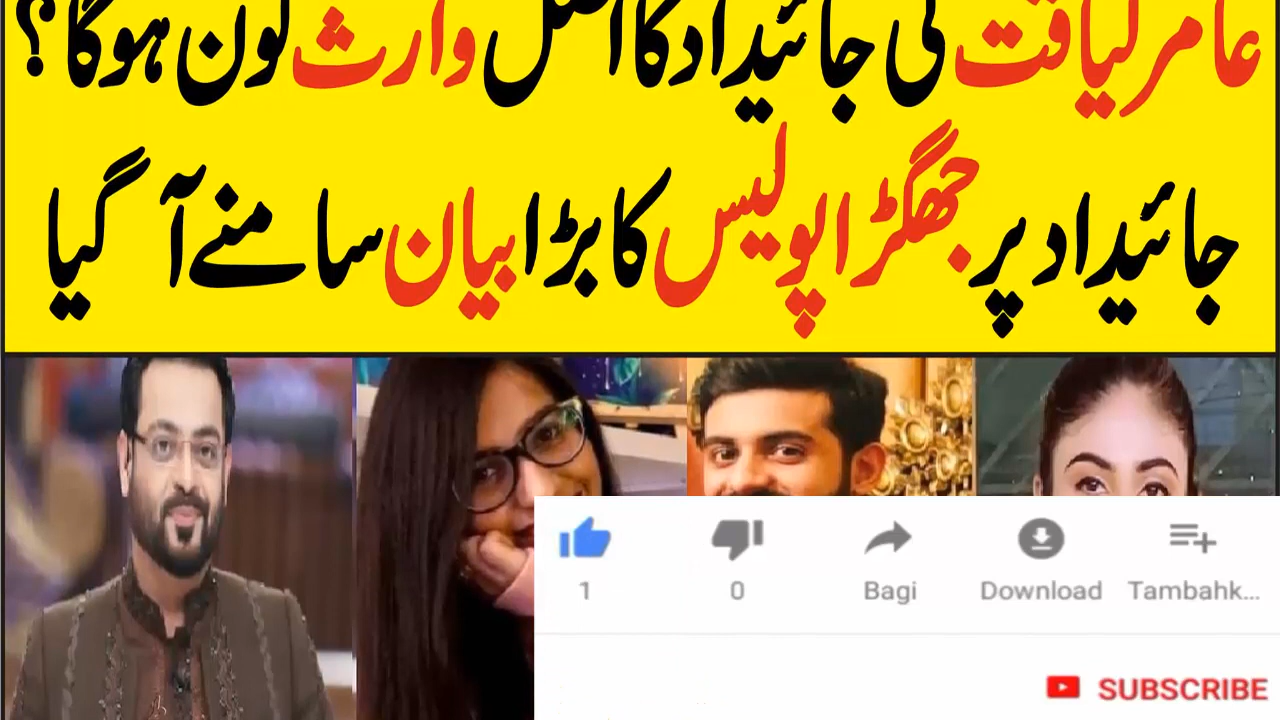 عامر لیاقت کی جائیداد کا اصل وارث کون ہوگا؟
جائیداد پر جھگڑا پولیس کا بڑا بیان سامنے آگیا
1
0
Bagi
Download
Tambahk...
SUBSCRIBE